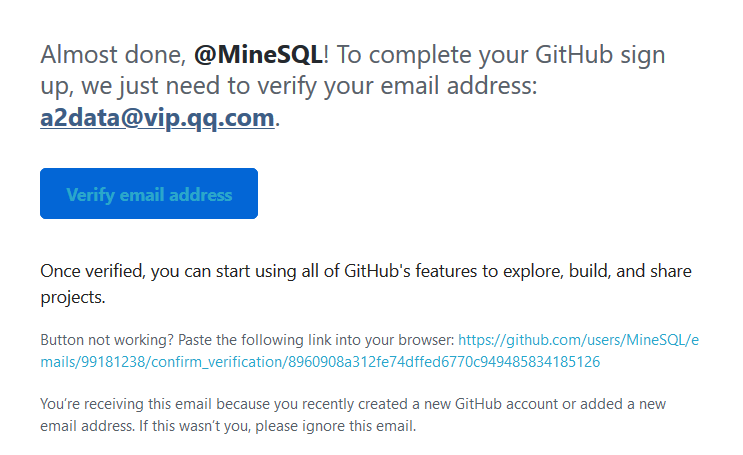 Almost done, @MineSQL! To complete your GitHub sign
up, we just need to verify your email address:
a2data@vip.qq.com.
Verify email address
Once verified, you can start using all of GitHub's features to explore, build, and share
projects.
Button not working? Paste the following link into your browser: https://github.com/users/MineSQL/e
mails/99181238/confirm_verification/8960908a312fe74dffed6770c949485834185126
You’re receiving this email because you recently created a new GitHub account or added a new
email address. If this wasn’t you, please ignore this email.